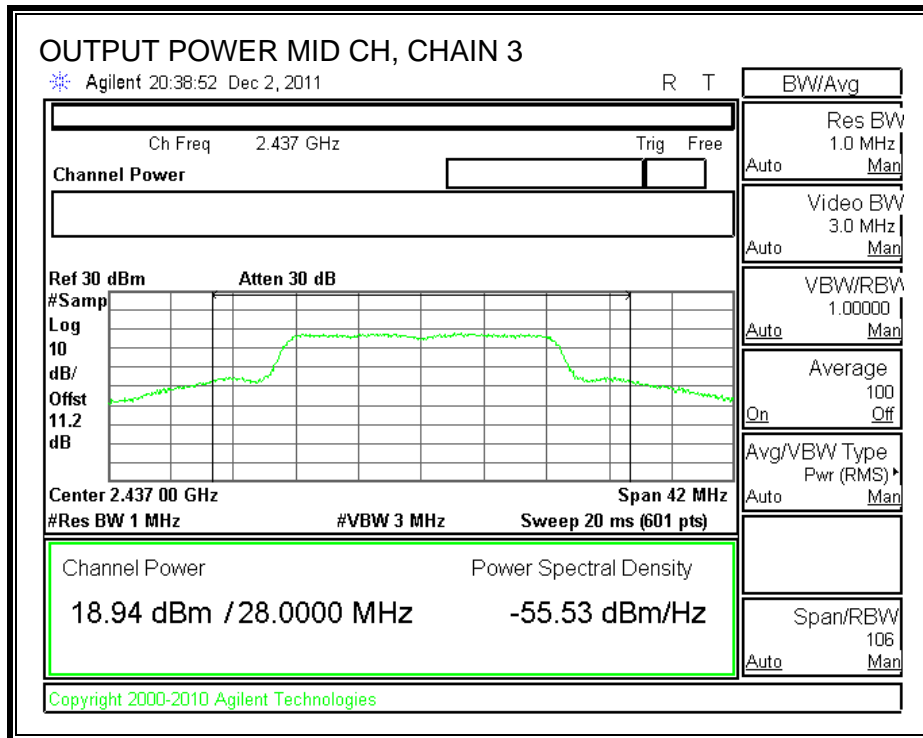 OUTPUT POWER MID CH, CHAIN 3
Agilent 20:38:52 Dec 2, 2011 R T
Ch Freq 2.437 GHz Trig Free
Channel Power
Ref 30 dBm Atten 30 dB
#Samp
Log
10
dB/
Offst
11.2
dB
Center 2.437 00 GHz Span 42 MHz
#Res BW 1 MHz #VBW 3 MHz Sweep 20 ms (601 pts)
Channel Power Power Spectral Density
18.94 dBm / 28.0000 MHz -55.53 dBm/Hz
Copyright 2000-2010 Agilent Technologies
BW/Avg
Res BW
1.0 MHz
Auto Man
Video BW
3.0 MHz
Auto Man
VBW/RBW
1.00000
Auto Man
Average
100
On Off
Avg/VBW Type
Pwr (RMS)
Auto Man
Span/RBW
106
Auto Man